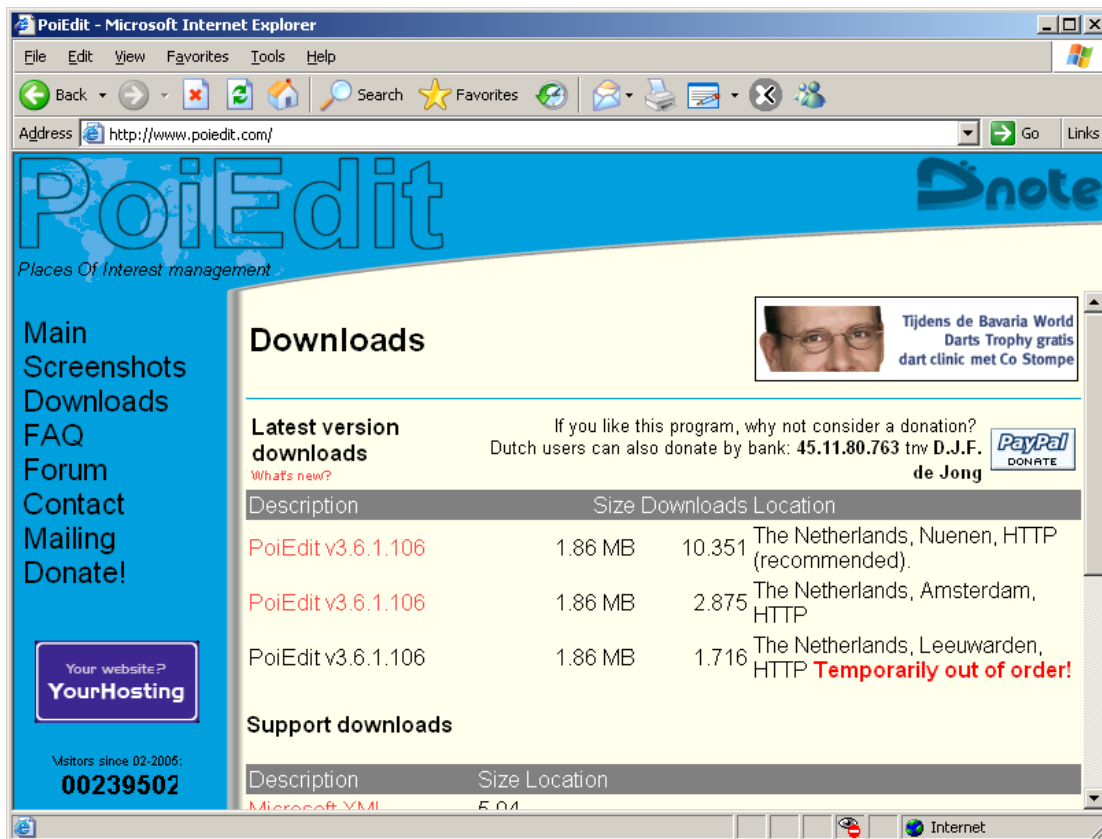 PoiEdit - Microsoft Internet Explorer
File Edit View Favorites Tools Help
Back Search Favorites
Address http://www.poiedit.com/ Go Links
PoiEdit
Dnote
Places Of Interest management
Main
Screenshots
Downloads
FAQ
Forum
Contact
Mailing
Donate!
Your website?
YourHosting
Visitors since 02-2005:
00239502
Downloads
Tijdens de Bavaria World
Darts Trophy gratis
dart clinic met Co Stompe
Latest version
downloads
What's new?
If you like this program, why not consider a donation?
Dutch users can also donate by bank: 45.11.80.763 tnv D.J.F.
de Jong
PayPal
DONATE
Description Size Downloads Location
PoiEdit v3.6.1.106 1.86 MB 10.351 The Netherlands, Nuenen, HTTP
(recommended).
PoiEdit v3.6.1.106 1.86 MB 2.875 The Netherlands, Amsterdam,
HTTP
PoiEdit v3.6.1.106 1.86 MB 1.716 The Netherlands, Leeuwarden,
HTTP Temporarily out of order!
Support downloads
Description Size Location
Microsoft XML 5.04
Internet